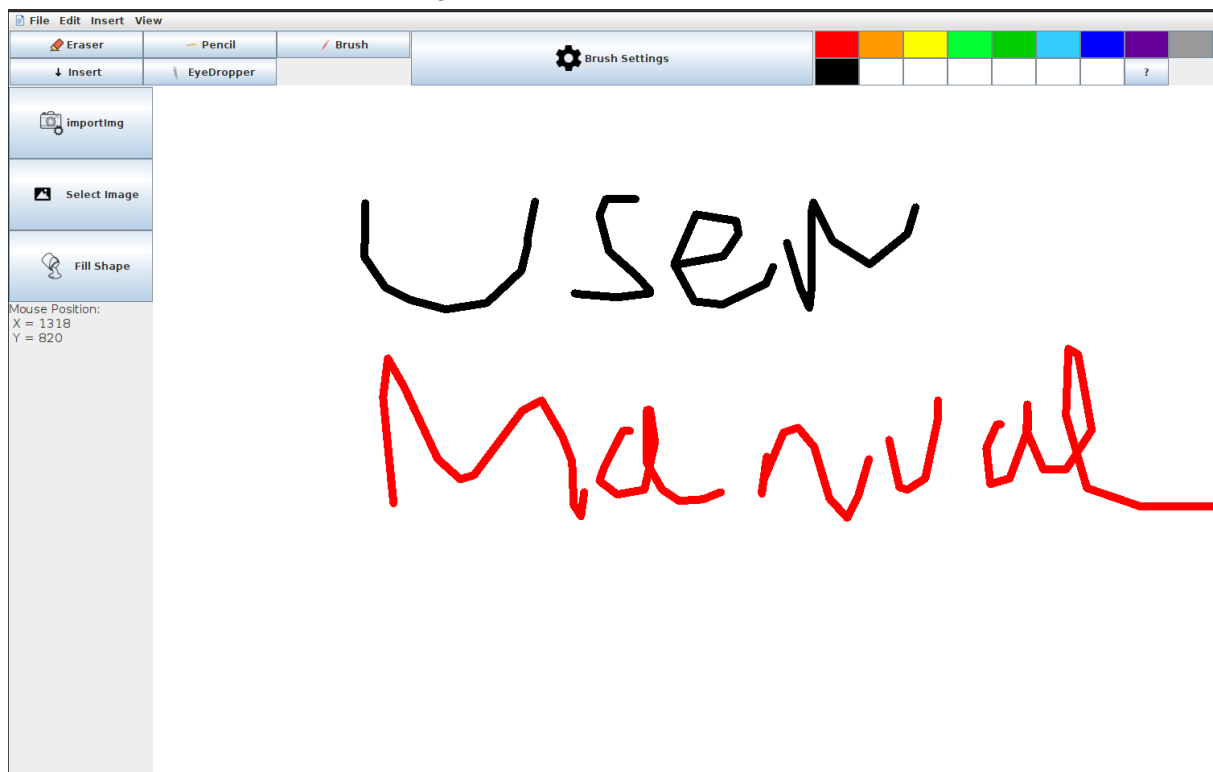 File Edit Insert View
Eraser Pencil Brush Brush Settings
↓ Insert EyeDropper ?
importImg
Select Image
Fill Shape
Mouse Position:
X = 1318
Y = 820
User
Manual